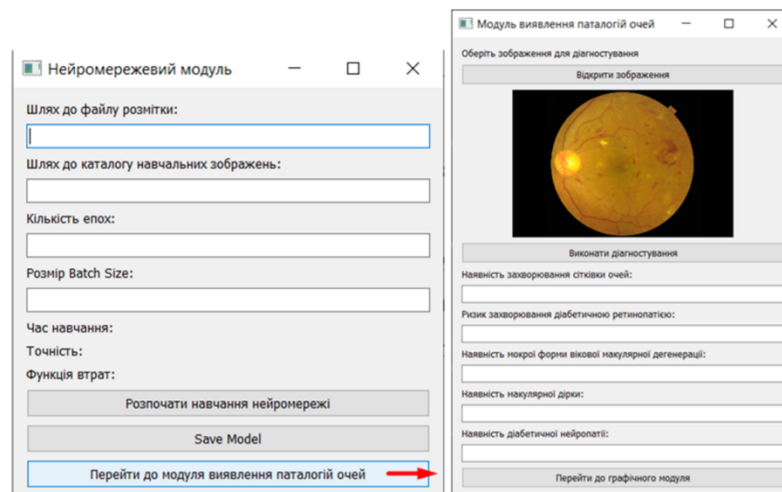 Нейромережевий модуль
Шлях до файлу розмітки:
Шлях до каталогу навчальних зображень:
Кількість епох:
Розмір Batch Size:
Час навчання:
Точність:
Функція втрат:
Розпочати навчання нейромережі
Save Model
Перейти до модуля виявлення паталогій очей
Модуль виявлення паталогій очей
Оберіть зображення для діагностування
Відкрити зображення
Виконати діагностування
Наявність захворювання сітківки очей:
Ризик захворювання діабетичною ретинопатією:
Наявність мокрої форми вікової макулярної дегенерації:
Наявність макулярної дірки:
Наявність діабетичної нейропатії:
Перейти до графічного модуля